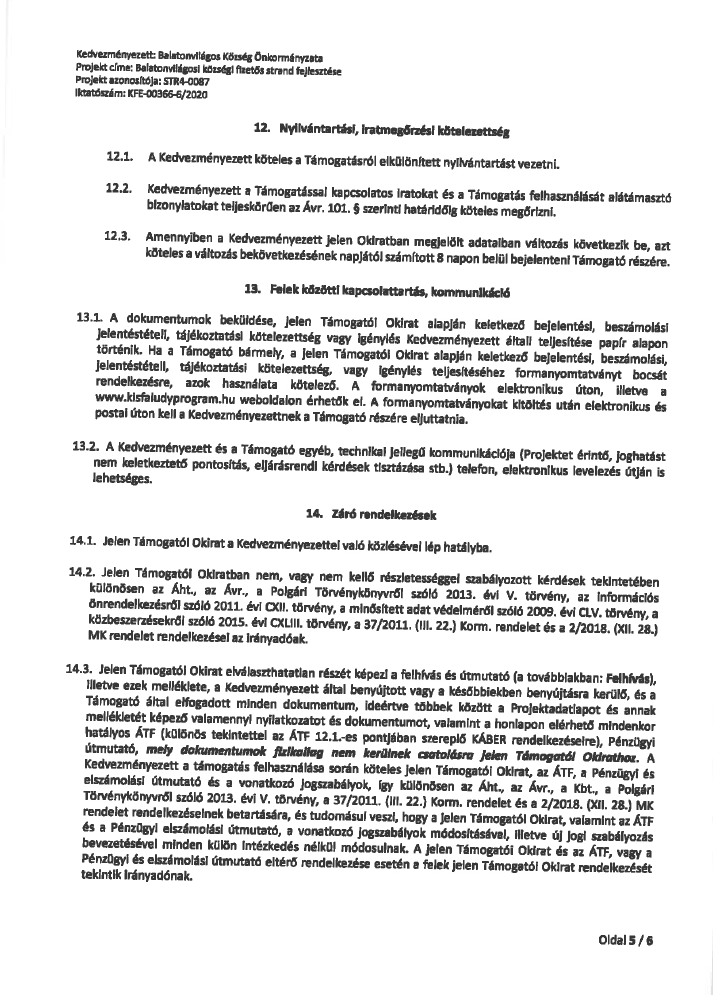 Kedvezményezett: Balatonvilágos Község Önkormányzata
Projekt címe: Balatonvilágosi községi fizetős strand fejlesztése
Projekt azonosítója: STR4-0087
Iktatószám: KFE-00366-6/2020
12. Nyilvántartási, iratmegőrzési kötelezettség
12.1. A Kedvezményezett köteles a Támogatásról elkülönített nyilvántartást vezetni.
12.2. Kedvezményezett a Támogatással kapcsolatos iratokat és a Támogatás felhasználását alátámasztó
bizonylatokat teljeskörűen az Ávr. 101. § szerinti határidőig köteles megőrizni.
12.3. Amennyiben a Kedvezményezett jelen Okiratban megjelölt adataiban változás következik be, azt
köteles a változás bekövetkezésének napjától számított 8 napon belül bejelenteni Támogató részére.
13. Felek közötti kapcsolattartás, kommunikáció
13.1. A dokumentumok beküldése, jelen Támogatói Okirat alapján keletkező bejelentési, beszámolási
jelentéstételi, tájékoztatási kötelezettség vagy igénylés Kedvezményezett általi teljesítése papír alapon
történik. Ha a Támogató bármely, a jelen Támogatói Okirat alapján keletkező bejelentési, beszámolási,
jelentéstételi, tájékoztatási kötelezettség, vagy igénylés teljesítéséhez formanyomtatványt bocsát
rendelkezésre, azok használata kötelező. A formanyomtatványok elektronikus úton, illetve a
www.kisfaludyprogram.hu weboldalon érhetők el. A formanyomtatványokat kitöltés után elektronikus és
postai úton kell a Kedvezményezettnek a Támogató részére eljuttatnia.
13.2. A Kedvezményezett és a Támogató egyéb, technikai jellegű kommunikációja (Projektet érintő, joghatást
nem keletkeztető pontosítás, eljárásrendi kérdések tisztázása stb.) telefon, elektronikus levelezés útján is
lehetséges.
14. Záró rendelkezések
14.1. Jelen Támogatói Okirat a Kedvezményezettel való közlésével lép hatályba.
14.2. Jelen Támogatói Okiratban nem, vagy nem kellő részletességgel szabályozott kérdések tekintetében
különösen az Áht., az Ávr., a Polgári Törvénykönyvről szóló 2013. évi V. törvény, az információs
önrendelkezésről szóló 2011. évi CXII. törvény, a minősített adat védelméről szóló 2009. évi CLV. törvény, a
közbeszerzésekről szóló 2015. évi CXLIII. törvény, a 37/2011. (III. 22.) Korm. rendelet és a 2/2018. (XII. 28.)
MK rendelet rendelkezései az irányadóak.
14.3. Jelen Támogatói Okirat elválaszthatatlan részét képezi a felhívás és útmutató (a továbbiakban: Felhívás),
illetve ezek melléklete, a Kedvezményezett által benyújtott vagy a későbbiekben benyújtásra kerülő, és a
Támogató által elfogadott minden dokumentum, ideértve többek között a Projektadatlapot és annak
mellékletét képező valamennyi nyilatkozatot és dokumentumot, valamint a honlapon elérhető mindenkor
hatályos ÁTF (különös tekintettel az ÁTF 12.1.-es pontjában szereplő KÁBER rendelkezéseire), Pénzügyi
útmutató, mely dokumentumok fizikailag nem kerülnek csatolásra jelen Támogatói Okirathoz. A
Kedvezményezett a támogatás felhasználása során köteles jelen Támogatói Okirat, az ÁTF, a Pénzügyi és
elszámolási útmutató és a vonatkozó jogszabályok, így különösen az Áht., az Ávr., a Kbt., a Polgári
Törvénykönyvről szóló 2013. évi V. törvény, a 37/2011. (III. 22.) Korm. rendelet és a 2/2018. (XII. 28.) MK
rendelet rendelkezéseinek betartására, és tudomásul veszi, hogy a jelen Támogatói Okirat, valamint az ÁTF
és a Pénzügyi elszámolási útmutató, a vonatkozó jogszabályok módosításával, illetve új jogi szabályozás
bevezetésével minden külön intézkedés nélkül módosulnak. A jelen Támogatói Okirat és az ÁTF, vagy a
Pénzügyi és elszámolási útmutató eltérő rendelkezése esetén a felek jelen Támogatói Okirat rendelkezését
tekintik irányadónak.
Oldal 5 / 6